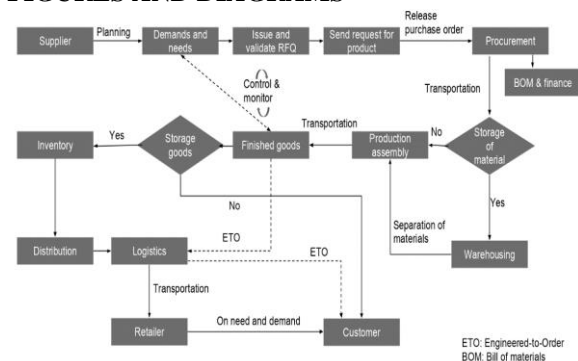 FIGURES AND DIAGRAMS
Release
purchase order
Supplier
Planning
Demands and
needs
Issue and
validate RFQ
Send request for
product
Procurement
BOM & finance
Control &
monitor
Transportation
Yes
Storage
goods
Finished goods
Transportation
Production
assembly
No
Storage
of
material
Inventory
No
Yes
Separation of
materials
ETO
ETO
Distribution
Logistics
Warehousing
Transportation
Retailer
On need and demand
Customer
ETO: Engineered-to-Order
BOM: Bill of materials